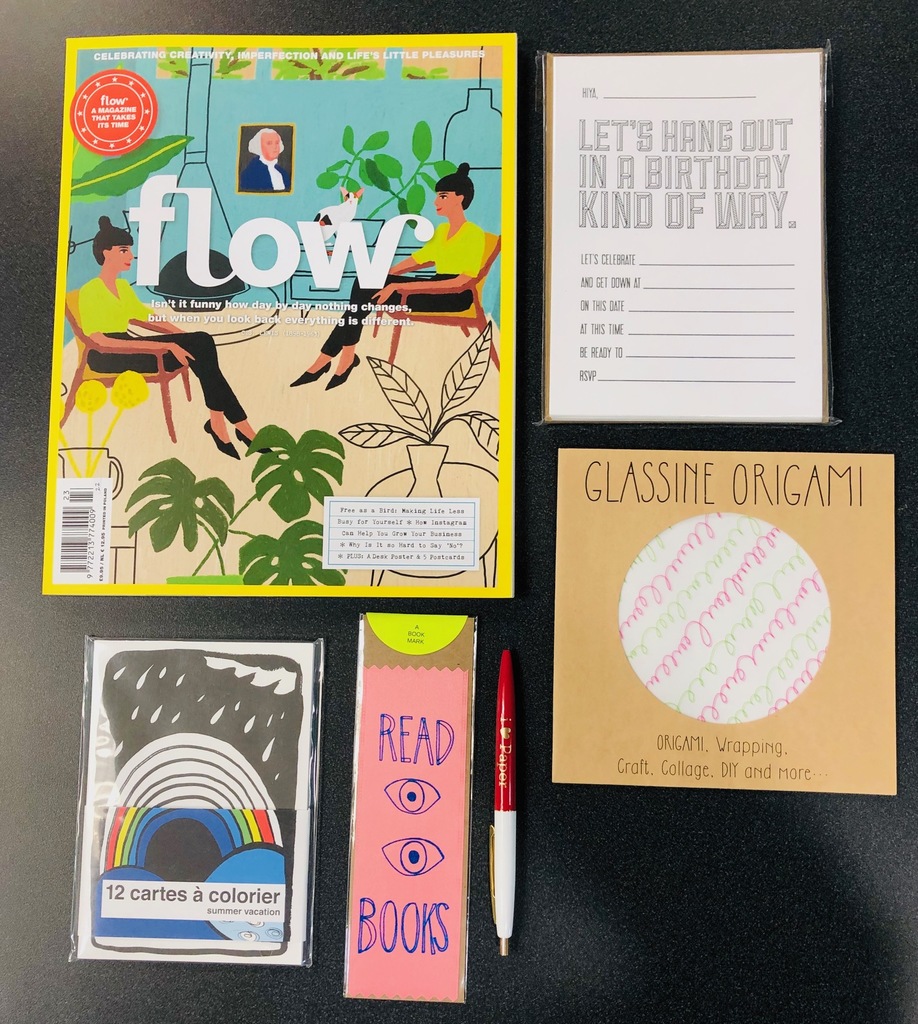 CELEBRATING CREATIVITY, IMPERFECTION AND LIFE'S LITTLE PLEASURES
flow
A MAGAZINE
THAT TAKES
ITS TIME
flow
Isn't it funny how day by day nothing changes,
but when you look back everything is different.
Free as a Bird: Making Life Less
Busy for Yourself * How Instagram
Can Help You Grow Your Business
* Why Is it so Hard to Say "No"?
* PLUS: A Desk Poster & 5 Postcards
23
9 772213 774009
HIYA,
LET'S HANG OUT
IN A BIRTHDAY
KIND OF WAY.
LET'S CELEBRATE
AND GET DOWN AT
ON THIS DATE
AT THIS TIME
BE READY TO
RSVP
GLASSINE ORIGAMI
ORIGAMI, Wrapping,
Craft, Collage, DIY and more...
12 cartes à colorier
summer vacation
A
BOOK
MARK
READ
BOOKS
i ♥ Paper